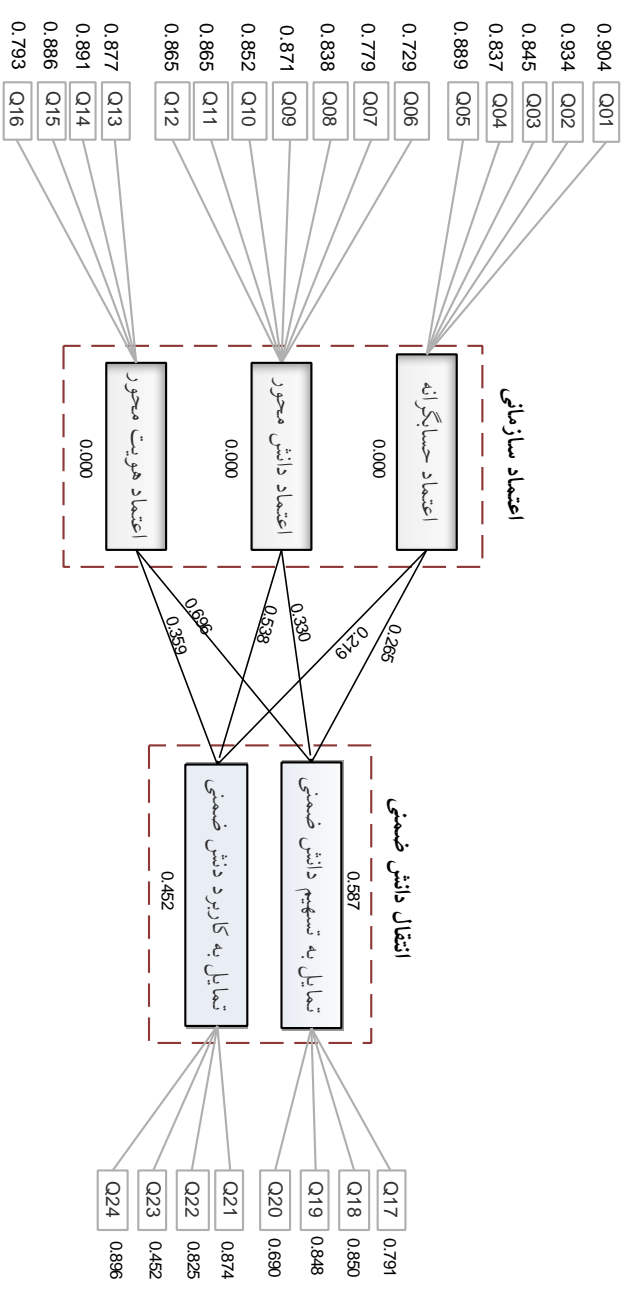 اعتماد سازمانی
انتقال دانش ضمنی
0.904 Q01
0.934 Q02
0.845 Q03
0.837 Q04
0.889 Q05
0.729 Q06
0.779 Q07
0.838 Q08
0.871 Q09
0.852 Q10
0.865 Q11
0.865 Q12
0.877 Q13
0.891 Q14
0.886 Q15
0.793 Q16
اعتماد حسابگرانه
0.000
اعتماد دانش محور
0.000
اعتماد هویت محور
0.000
0.265
0.219
0.330
0.538
0.696
0.359
0.587
تمایل به تسهیم دانش ضمنی
تمایل به کاربرد دنش ضمنی
0.452
Q17 0.791
Q18 0.850
Q19 0.848
Q20 0.690
Q21 0.874
Q22 0.825
Q23 0.452
Q24 0.896